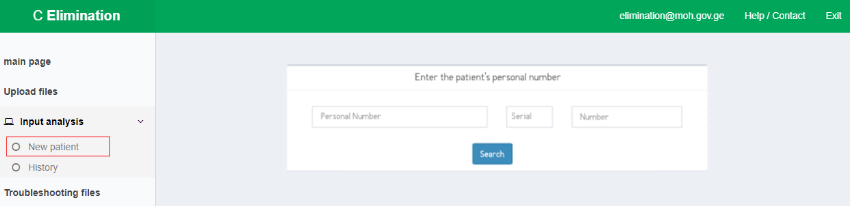 C Elimination
elimination@moh.gov.ge Help / Contact Exit
main page
Upload files
Input analysis
New patient
History
Troubleshooting files
Enter the patient's personal number
Personal Number Serial Number
Search